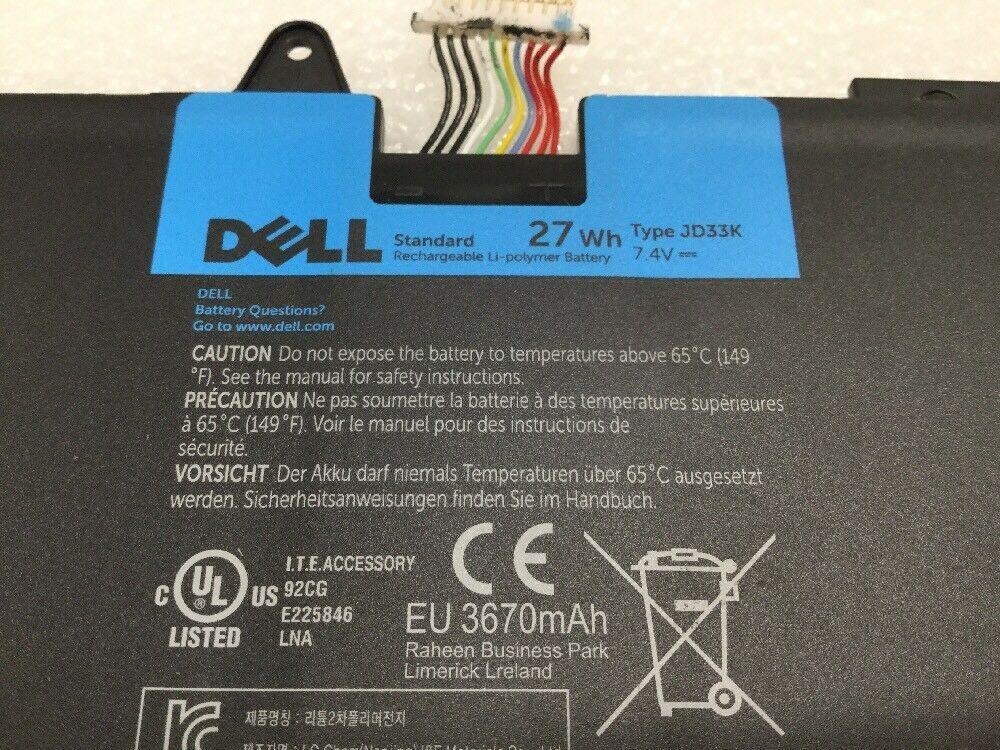 DELL Standard 27 Wh Type JD33K
Rechargeable Li-polymer Battery 7.4V ⎓
DELL
Battery Questions?
Go to www.dell.com
CAUTION Do not expose the battery to temperatures above 65°C (149
°F). See the manual for safety instructions.
PRÉCAUTION Ne pas soumettre la batterie à des temperatures supérieures
à 65°C (149°F). Voir le manuel pour des instructions de
sécurité.
VORSICHT Der Akku darf niemals Temperaturen über 65°C ausgesetzt
werden. Sicherheitsanweisungen finden Sie im Handbuch.
C UL ® US
LISTED
I.T.E.ACCESSORY
92CG
E225846
LNA
CE
EU 3670mAh
Raheen Business Park
Limerick Lreland
제품명칭 : 리튬2차폴리머전지